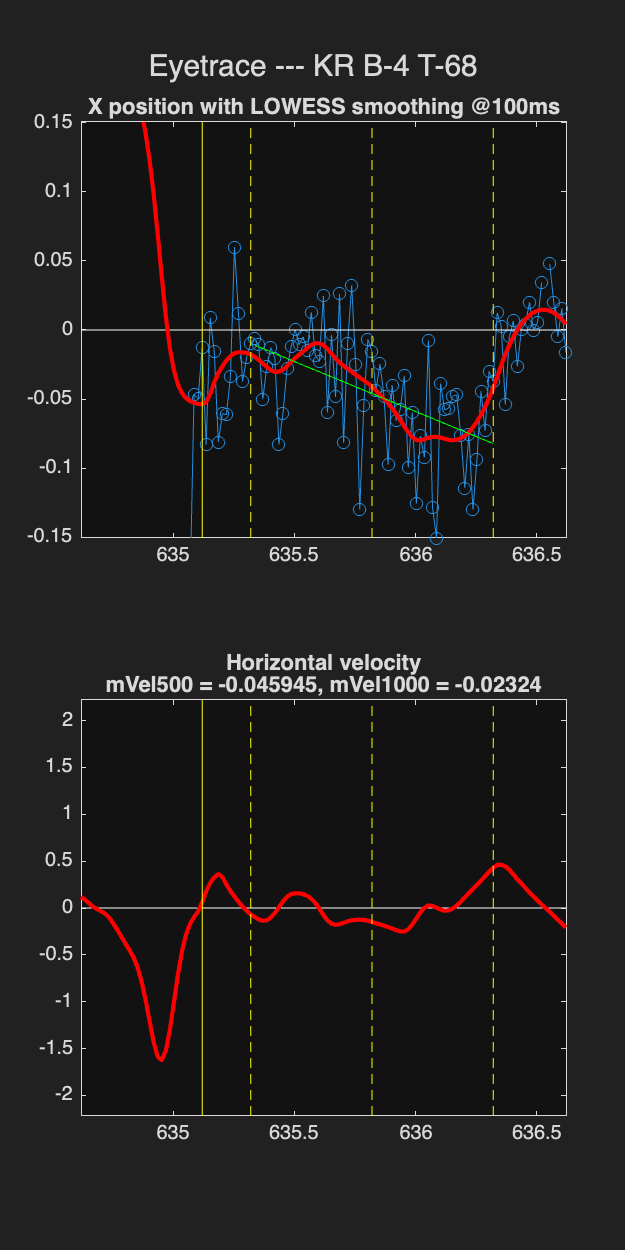 Eyetrace --- KR B-4 T-68
X position with LOWESS smoothing @100ms
0.15
0.1
0.05
0
-0.05
-0.1
-0.15
635 635.5 636 636.5
Horizontal velocity
mVel500 = -0.045945, mVel1000 = -0.02324
2
1.5
1
0.5
0
-0.5
-1
-1.5
-2
635 635.5 636 636.5